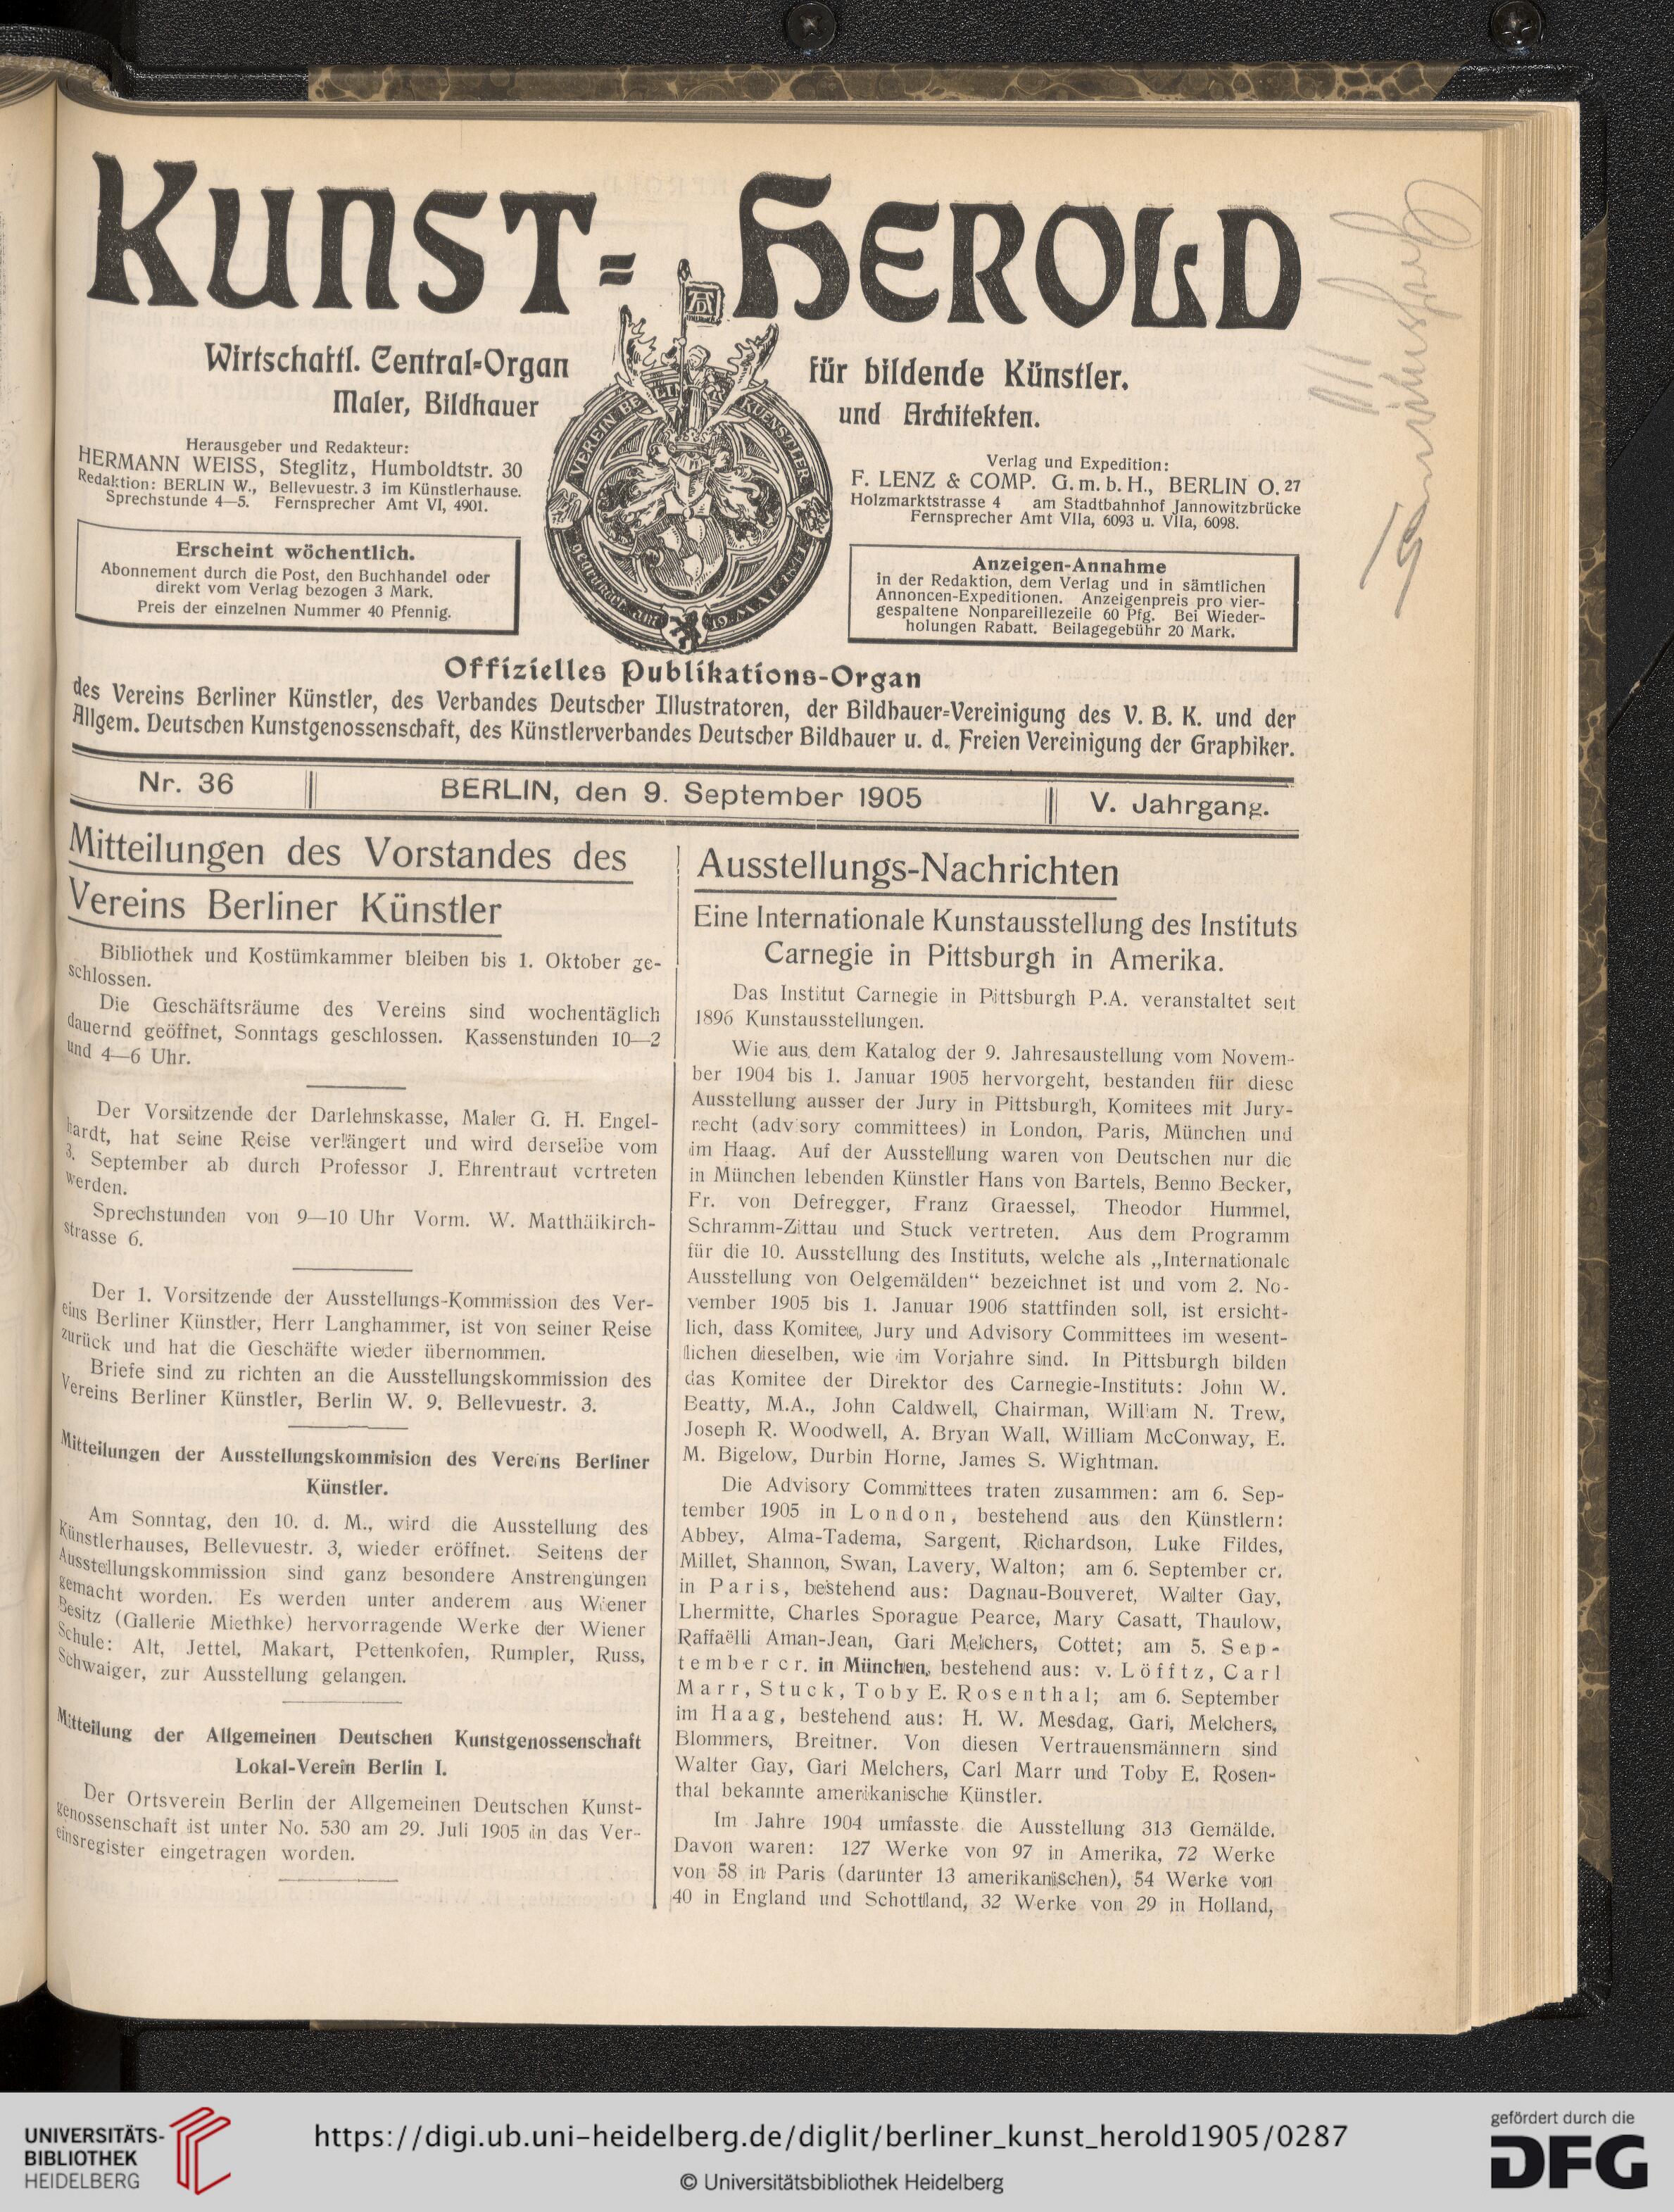 KUNST=HEROLD
Wirtschaftl. Central=Organ für bildende Künstler.
Maler, Bildhauer und Architekten.
Herausgeber und Redakteur:
HERMANN WEISS, Steglitz, Humboldtstr. 30
Redaktion: BERLIN W., Bellevuestr. 3 im Künstlerhause.
Sprechstunde 4—5. Fernsprecher Amt VI, 4901.
Erscheint wöchentlich.
Abonnement durch die Post, den Buchhandel oder
direkt vom Verlag bezogen 3 Mark.
Preis der einzelnen Nummer 40 Pfennig.
VEREIN BERLINER KUENSTLER
gegründet am 19. MAI 1841
Verlag und Expedition:
F. LENZ & COMP. G. m. b. H., BERLIN O. 27
Holzmarktstrasse 4 am Stadtbahnhof Jannowitzbrücke
Fernsprecher Amt VIIa, 6093 u. VIIa, 6098.
Anzeigen-Annahme
in der Redaktion, dem Verlag und in sämtlichen
Annoncen-Expeditionen. Anzeigenpreis pro vier-
gespaltene Nonpareillezeile 60 Pfg. Bei Wieder-
holungen Rabatt. Beilagegebühr 20 Mark.
Offizielles Publikations-Organ
des Vereins Berliner Künstler, des Verbandes Deutscher Illustratoren, der Bildhauer=Vereinigung des V. B. K. und der
Allgem. Deutschen Kunstgenossenschaft, des Künstlerverbandes Deutscher Bildhauer u. d. Freien Vereinigung der Graphiker.
Nr. 36 BERLIN, den 9. September 1905 V. Jahrgang.
Mitteilungen des Vorstandes des
Vereins Berliner Künstler
Bibliothek und Kostümkammer bleiben bis 1. Oktober ge-
schlossen.
Die Geschäftsräume des Vereins sind wochentäglich
dauernd geöffnet, Sonntags geschlossen. Kassenstunden 10—2
und 4—6 Uhr.
Der Vorsitzende der Darlehnskasse, Maler G. H. Engel-
hardt, hat seine Reise verlängert und wird derselbe vom
3. September ab durch Professor J. Ehrentraut vertreten
werden.
Sprechstunden von 9—10 Uhr Vorm. W. Matthäikirch-
strasse 6.
Der 1. Vorsitzende der Ausstellungs-Kommission des Ver-
eins Berliner Künstler, Herr Langhammer, ist von seiner Reise
zurück und hat die Geschäfte wieder übernommen.
Briefe sind zu richten an die Ausstellungskommission des
Vereins Berliner Künstler, Berlin W. 9. Bellevuestr. 3.
Mitteilungen der Ausstellungskommision des Vereins Berliner
Künstler.
Am Sonntag, den 10. d. M., wird die Ausstellung des
Künstlerhauses, Bellevuestr. 3, wieder eröffnet. Seitens der
Ausstellungskommission sind ganz besondere Anstrengungen
gemacht worden. Es werden unter anderem aus Wiener
Besitz (Gallerie Miethke) hervorragende Werke der Wiener
Schule: Alt, Jettel, Makart, Pettenkofen, Rumpler, Russ,
Schwaiger, zur Ausstellung gelangen.
Mitteilung der Allgemeinen Deutschen Kunstgenossenschaft
Lokal-Verein Berlin I.
Der Ortsverein Berlin der Allgemeinen Deutschen Kunst-
genossenschaft ist unter No. 530 am 29. Juli 1905 in das Ver-
einsregister eingetragen worden.
Ausstellungs-Nachrichten
Eine Internationale Kunstausstellung des Instituts
Carnegie in Pittsburgh in Amerika.
Das Institut Carnegie in Pittsburgh P.A. veranstaltet seit
1896 Kunstausstellungen.
Wie aus dem Katalog der 9. Jahresaustellung vom Novem-
ber 1904 bis 1. Januar 1905 hervorgeht, bestanden für diese
Ausstellung ausser der Jury in Pittsburgh, Komitees mit Jury-
recht (advisory committees) in London, Paris, München und
im Haag. Auf der Ausstellung waren von Deutschen nur die
in München lebenden Künstler Hans von Bartels, Benno Becker,
Fr. von Defregger, Franz Graessel, Theodor Hummel,
Schramm-Zittau und Stuck vertreten. Aus dem Programm
für die 10. Ausstellung des Instituts, welche als „Internationale
Ausstellung von Oelgemälden“ bezeichnet ist und vom 2. No-
vember 1905 bis 1. Januar 1906 stattfinden soll, ist ersicht-
lich, dass Komitee, Jury und Advisory Committees im wesent-
lichen dieselben, wie im Vorjahre sind. In Pittsburgh bilden
das Komitee der Direktor des Carnegie-Instituts: John W.
Beatty, M.A., John Caldwell, Chairman, William N. Trew,
Joseph R. Woodwell, A. Bryan Wall, William McConway, E.
M. Bigelow, Durbin Horne, James S. Wightman.
Die Advisory Committees traten zusammen: am 6. Sep-
tember 1905 in London, bestehend aus den Künstlern:
Abbey, Alma-Tadema, Sargent, Richardson, Luke Fildes,
Millet, Shannon, Swan, Lavery, Walton; am 6. September cr.
in Paris, bestehend aus: Dagnau-Bouveret, Walter Gay,
Lhermitte, Charles Sporague Pearce, Mary Casatt, Thaulow,
Raffaëlli Aman-Jean, Gari Melchers, Cottet; am 5. Sep-
tember cr. in München, bestehend aus: v. Löfftz, Carl
Marr, Stuck, Toby E. Rosenthal; am 6. September
im Haag, bestehend aus: H. W. Mesdag, Gari, Melchers,
Blommers, Breitner. Von diesen Vertrauensmännern sind
Walter Gay, Gari Melchers, Carl Marr und Toby E. Rosen-
thal bekannte amerikanische Künstler.
Im Jahre 1904 umfasste die Ausstellung 313 Gemälde.
Davon waren: 127 Werke von 97 in Amerika, 72 Werke
von 58 in Paris (darunter 13 amerikanischen), 54 Werke von
40 in England und Schottland, 32 Werke von 29 in Holland,
UNIVERSITÄTS-
BIBLIOTHEK
HEIDELBERG
https://digi.ub.uni-heidelberg.de/diglit/berliner_kunst_herold1905/0287
© Universitätsbibliothek Heidelberg
gefördert durch die
DFG